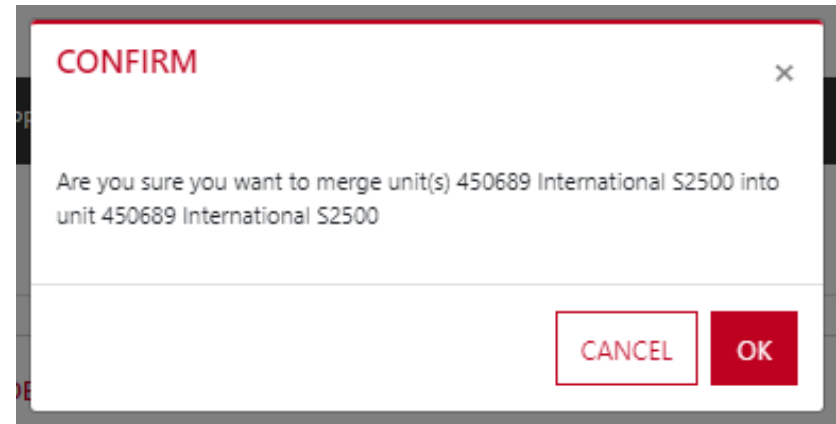 CONFIRM
×
Are you sure you want to merge unit(s) 450689 International S2500 into
unit 450689 International S2500
CANCEL
OK